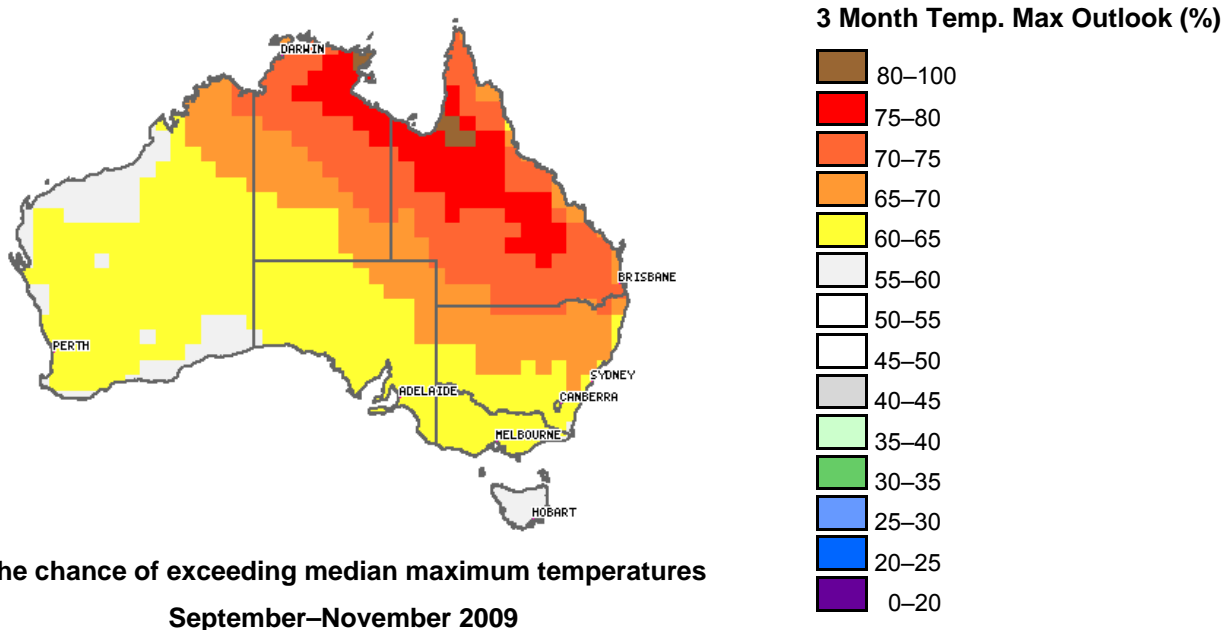 3 Month Temp. Max Outlook (%)
DARWIN
BRISBANE
PERTH
SYDNEY
ADELAIDE
CANBERRA
MELBOURNE
HOBART
80–100
75–80
70–75
65–70
60–65
55–60
50–55
45–50
40–45
35–40
30–35
25–30
20–25
0–20
he chance of exceeding median maximum temperatures
September–November 2009